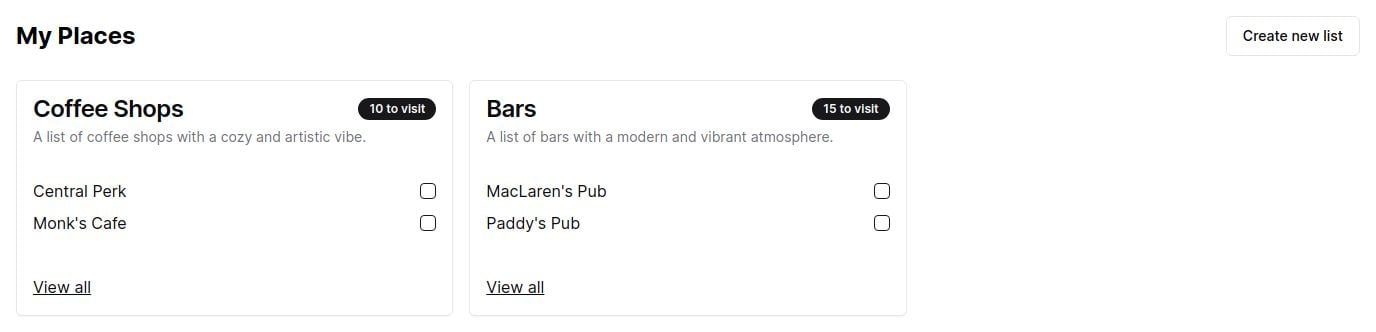 My Places
Create new list
Coffee Shops
10 to visit
A list of coffee shops with a cozy and artistic vibe.
Central Perk
Monk's Cafe
View all
Bars
15 to visit
A list of bars with a modern and vibrant atmosphere.
MacLaren's Pub
Paddy's Pub
View all